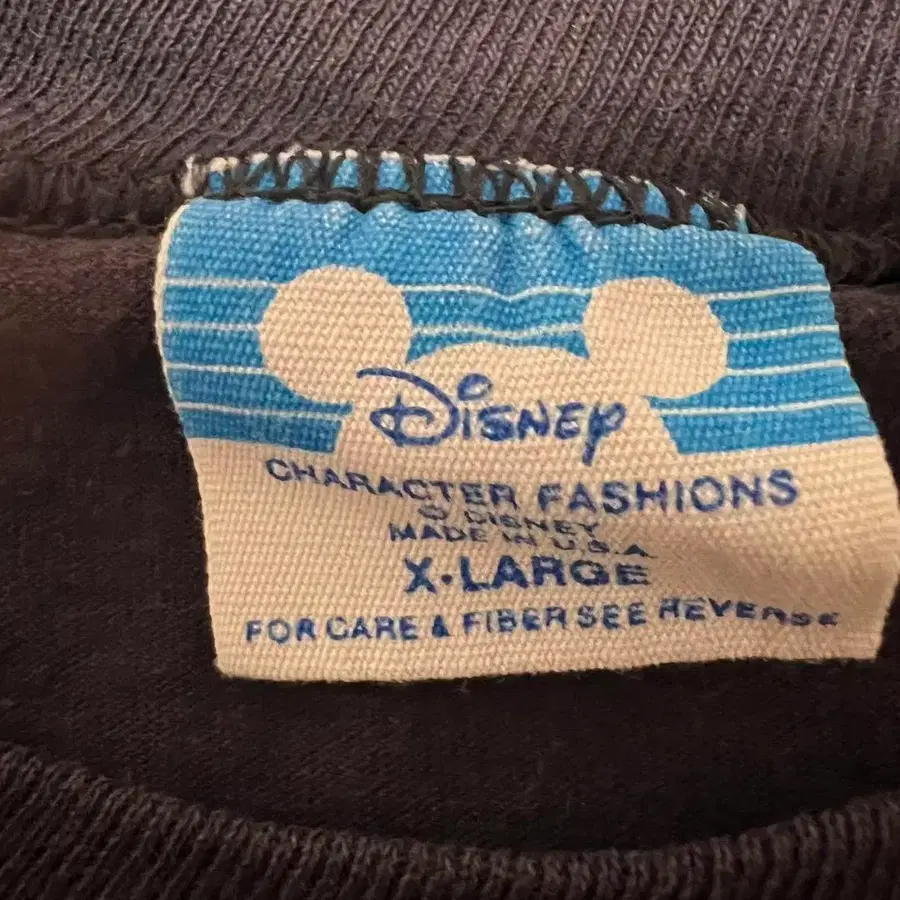 Disney
CHARACTER FASHIONS
© DISNEY
MADE IN U.S.A.
X-LARGE
FOR CARE & FIBER SEE REVERSE